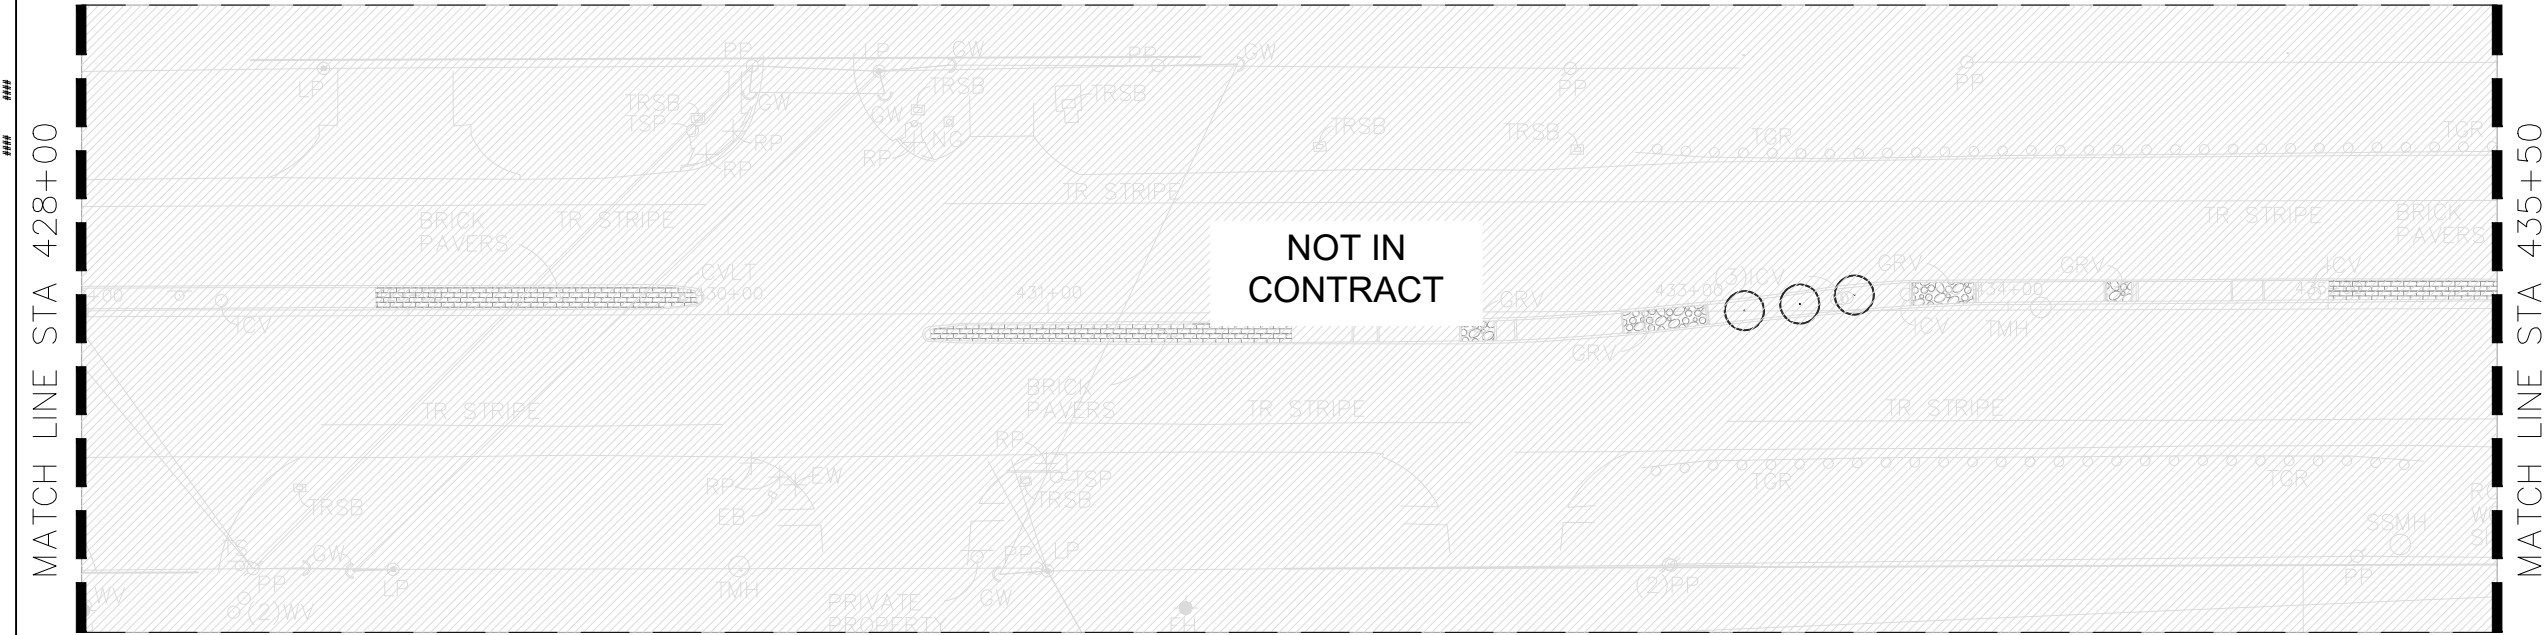 ####
####
MATCH LINE STA 428+00
MATCH LINE STA 435+50
NOT IN
CONTRACT
LP
PP
LP
GW
PP
GW
PP
PP
TRSB
TSP
GW
RP
RP
GW
TRSB
RP
NG
TRSB
TRSB
TRSB
TGR
TGR
TR STRIPE
BRICK
PAVERS
TR STRIPE
TR STRIPE
BRICK
PAVERS
+00
ICV
CVLT
430+00
431+00
GRV
433+00
(3)ICV
GRV
434+00
GRV
ICV
ICV
TMH
GRV
BRICK
PAVERS
TR STRIPE
TR STRIPE
TR STRIPE
TRSB
RP
EW
EB
RP
TSP
TRSB
TGR
TGR
SSMH
GW
PP
LP
WV
(2)WV
TMH
PRIVATE
PROPERTY
PP
LP
GW
FH
(2)PP
PP